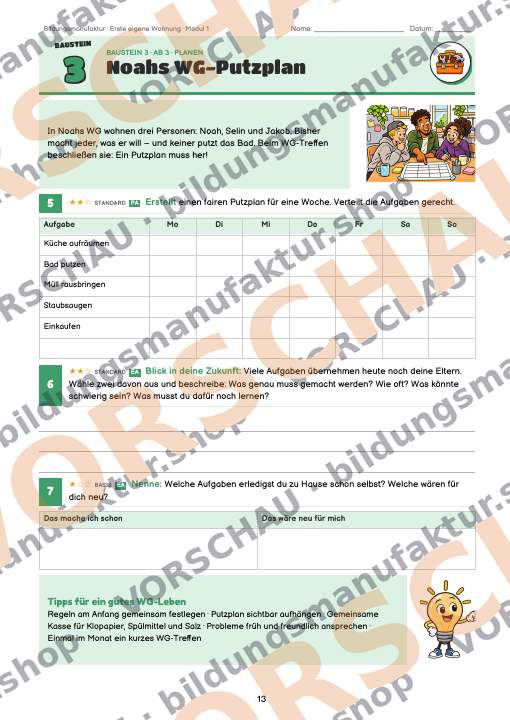 Bildungsmanufaktur · Erste eigene Wohnung · Modul 1
Name:
Datum:
BAUSTEIN
3
BAUSTEIN 3 · AB 3 · PLANEN
Noahs WG-Putzplan
In Noahs WG wohnen drei Personen: Noah, Selin und Jakob. Bisher
macht jeder, was er will – und keiner putzt das Bad. Beim WG-Treffen
beschließen sie: Ein Putzplan muss her!
5 ★★☆ STANDARD PA Erstellt einen fairen Putzplan für eine Woche. Verteilt die Aufgaben gerecht.
Aufgabe Mo Di Mi Do Fr Sa So
Küche aufräumen
Bad putzen
Müll rausbringen
Staubsaugen
Einkaufen
6 ★★☆ STANDARD EA Blick in deine Zukunft: Viele Aufgaben übernehmen heute noch deine Eltern.
Wähle zwei davon aus und beschreibe: Was genau muss gemacht werden? Wie oft? Was könnte
schwierig sein? Was musst du dafür noch lernen?
7 ★☆☆ BASIS EA Nenne: Welche Aufgaben erledigst du zu Hause schon selbst? Welche wären für
dich neu?
Das mache ich schon Das wäre neu für mich
Tipps für ein gutes WG-Leben
Regeln am Anfang gemeinsam festlegen · Putzplan sichtbar aufhängen · Gemeinsame
Kasse für Klopapier, Spülmittel und Salz · Probleme früh und freundlich ansprechen ·
Einmal im Monat ein kurzes WG-Treffen
13
VORSCHAU · bildungsmanufaktur.shop